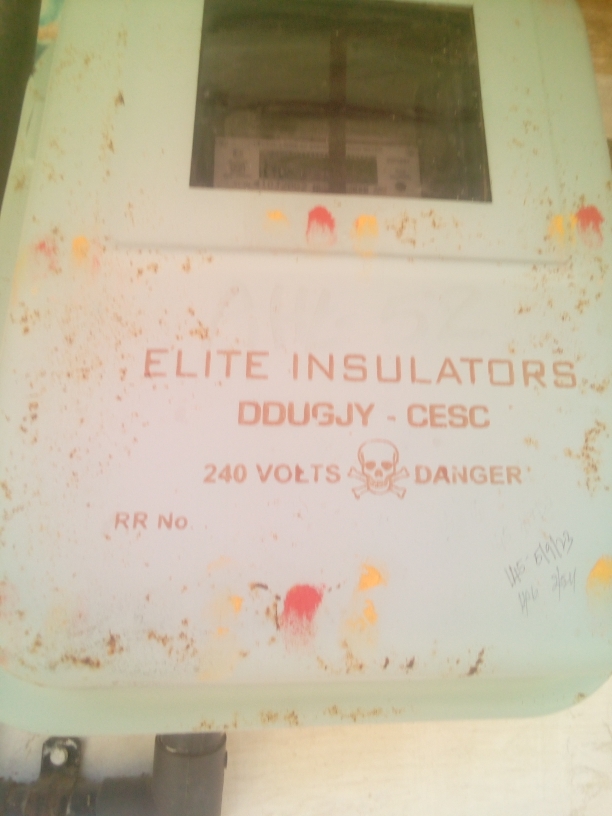 ELITE INSULATORS
DDUGJY - CESC
240 VOLTS DANGER
RR No